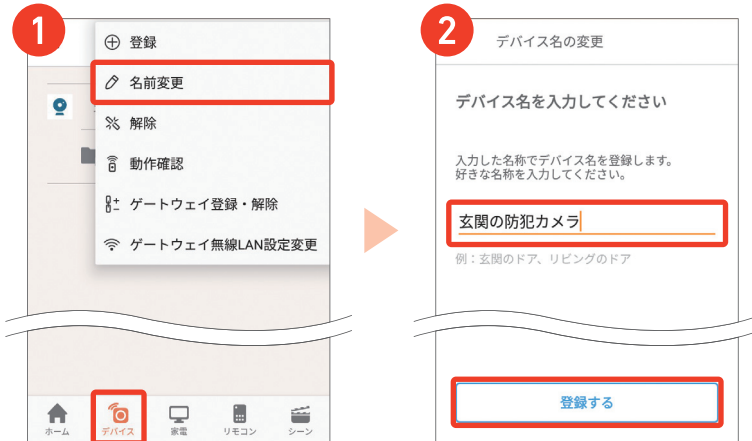 1
登録
名前変更
解除
動作確認
ゲートウェイ登録・解除
ゲートウェイ無線LAN設定変更
ホーム
デバイス
家電
リモコン
シーン
2
デバイス名の変更
デバイス名を入力してください
入力した名称でデバイス名を登録します。
好きな名称を入力してください。
玄関の防犯カメラ
例：玄関のドア、リビングのドア
登録する